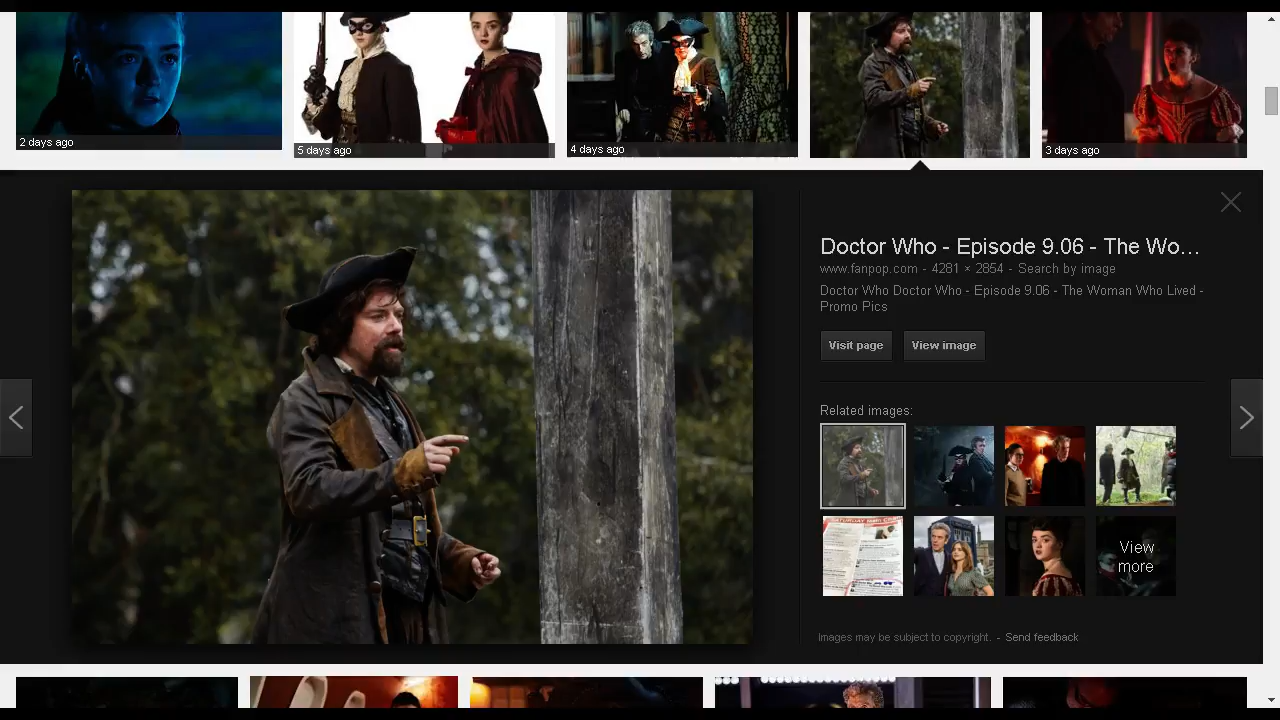 2 days ago
5 days ago
4 days ago
3 days ago
Doctor Who - Episode 9.06 - The Wo...
www.fanpop.com - 4281 × 2854 - Search by image
Doctor Who Doctor Who - Episode 9.06 - The Woman Who Lived -
Promo Pics
Visit page
View image
Related images:
View
more
Images may be subject to copyright. - Send feedback